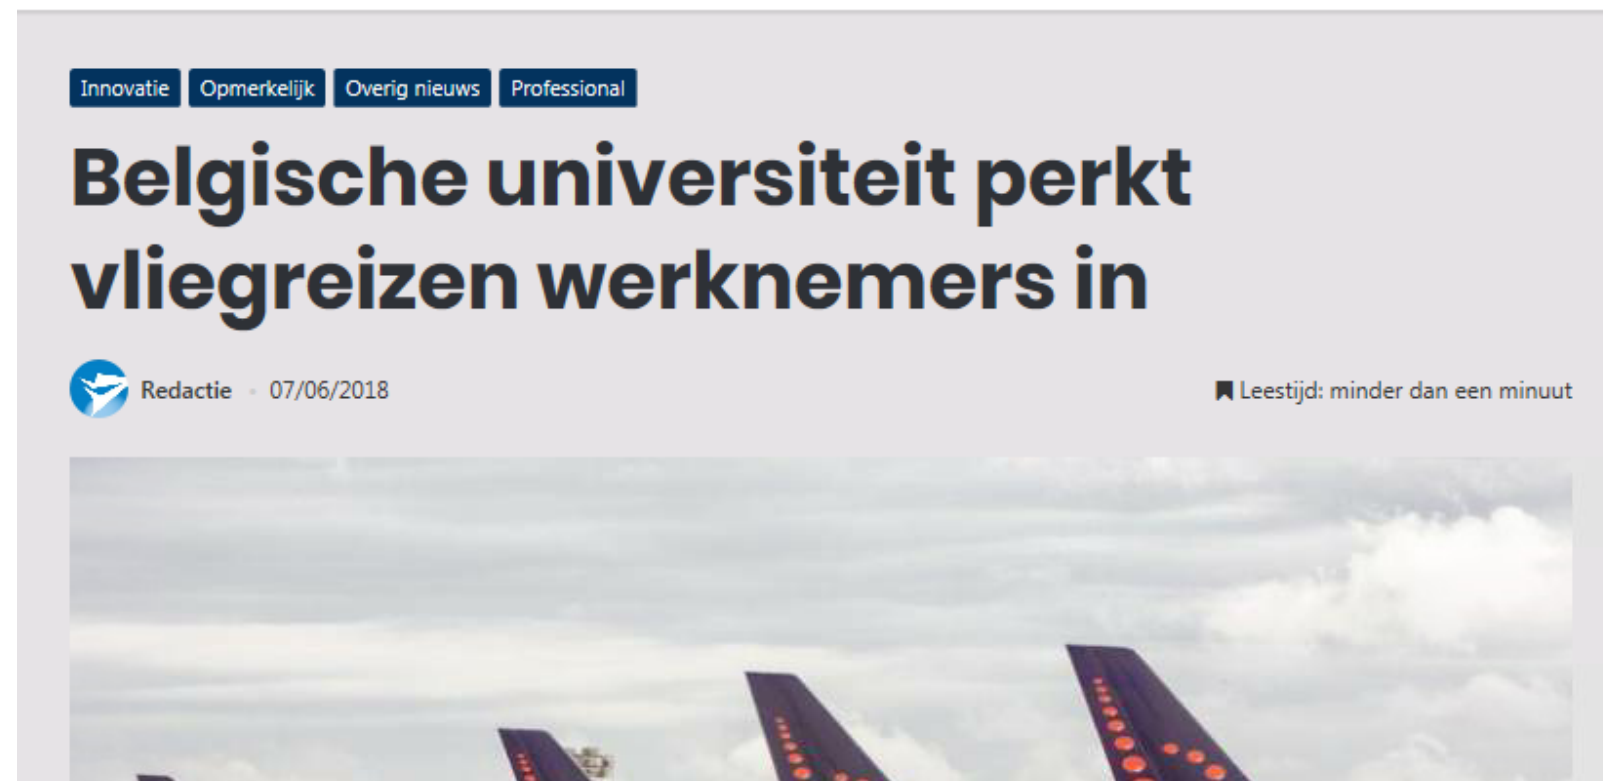 Innovatie Opmerkelijk Overig nieuws Professional
Belgische universiteit perkt
vliegreizen werknemers in
Redactie 07/06/2018 Leestijd: minder dan een minuut